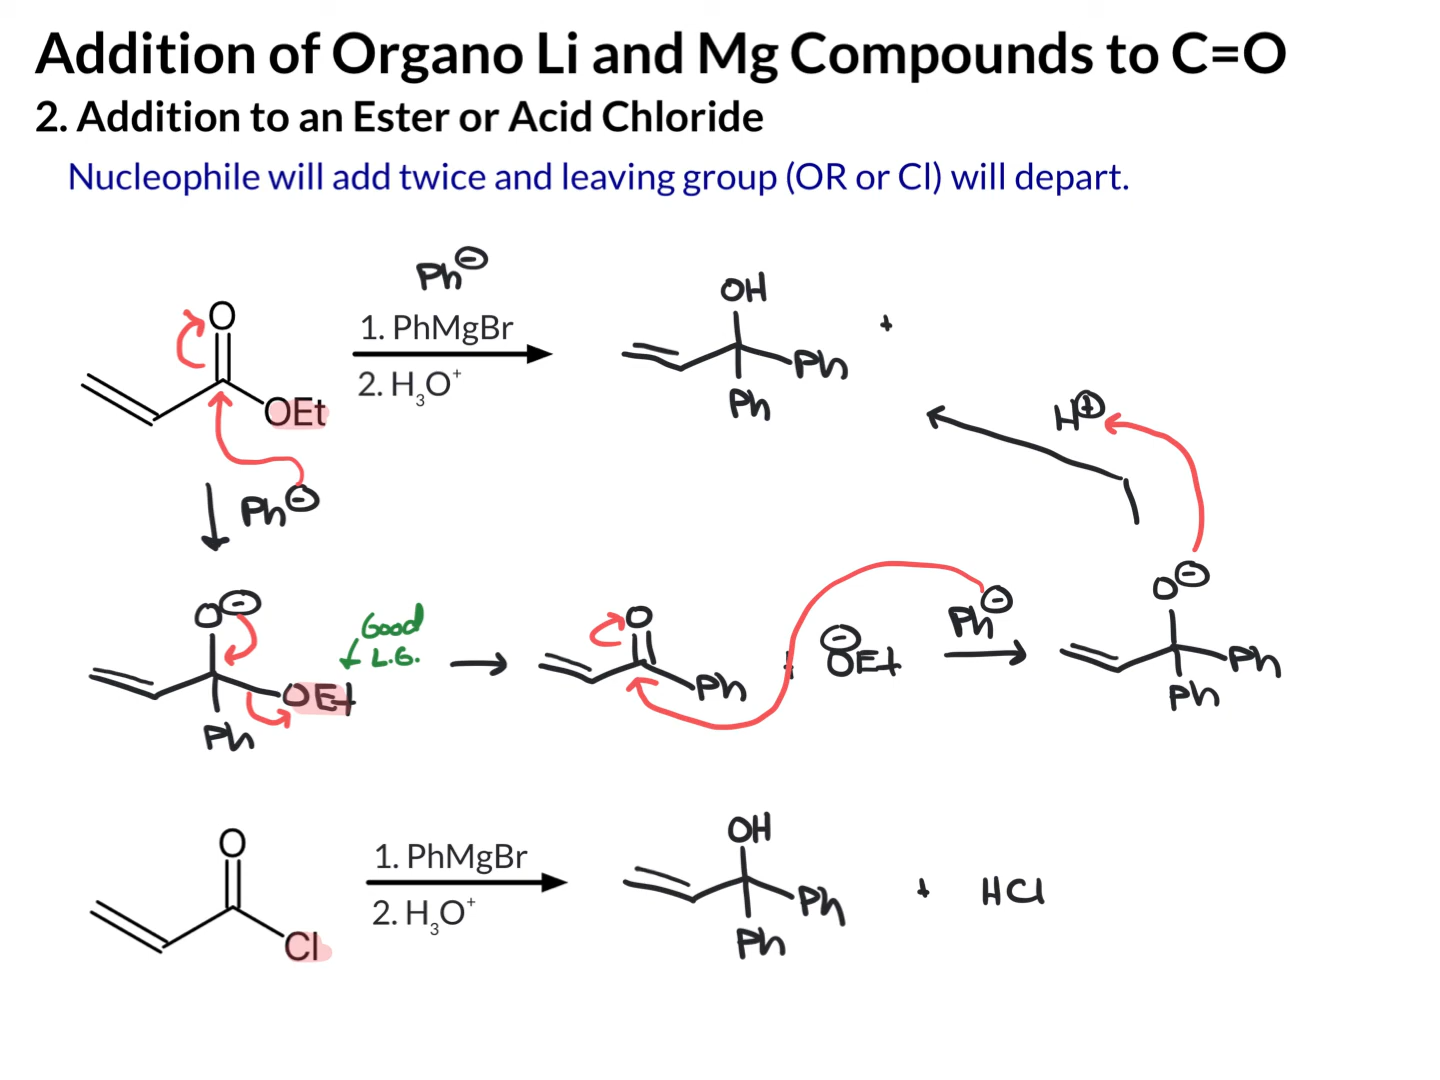 Addition of Organo Li and Mg Compounds to C=O
2. Addition to an Ester or Acid Chloride
Nucleophile will add twice and leaving group (OR or Cl) will depart.
Ph⊖
O
OEt
1. PhMgBr
2. H₃O⁺
OH
Ph
Ph
+
H⊕
Ph⊖
O⊖
OEt
Ph
Good
L.G.
O
Ph
+
⊖OEt
Ph⊖
O⊖
Ph
Ph
O
Cl
1. PhMgBr
2. H₃O⁺
OH
Ph
Ph
+ HCl